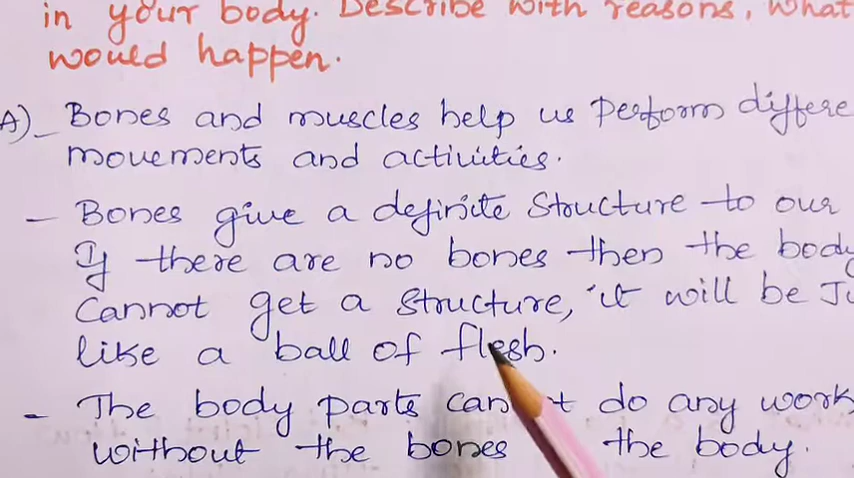 in your body. Describe with reasons, what
would happen.
A) - Bones and muscles help us perform differe
movements and activities.
- Bones give a definite structure to our
If there are no bones then the body
cannot get a structure, it will be Ju
like a ball of flesh.
- The body parts can t do any work
without the bones the body.